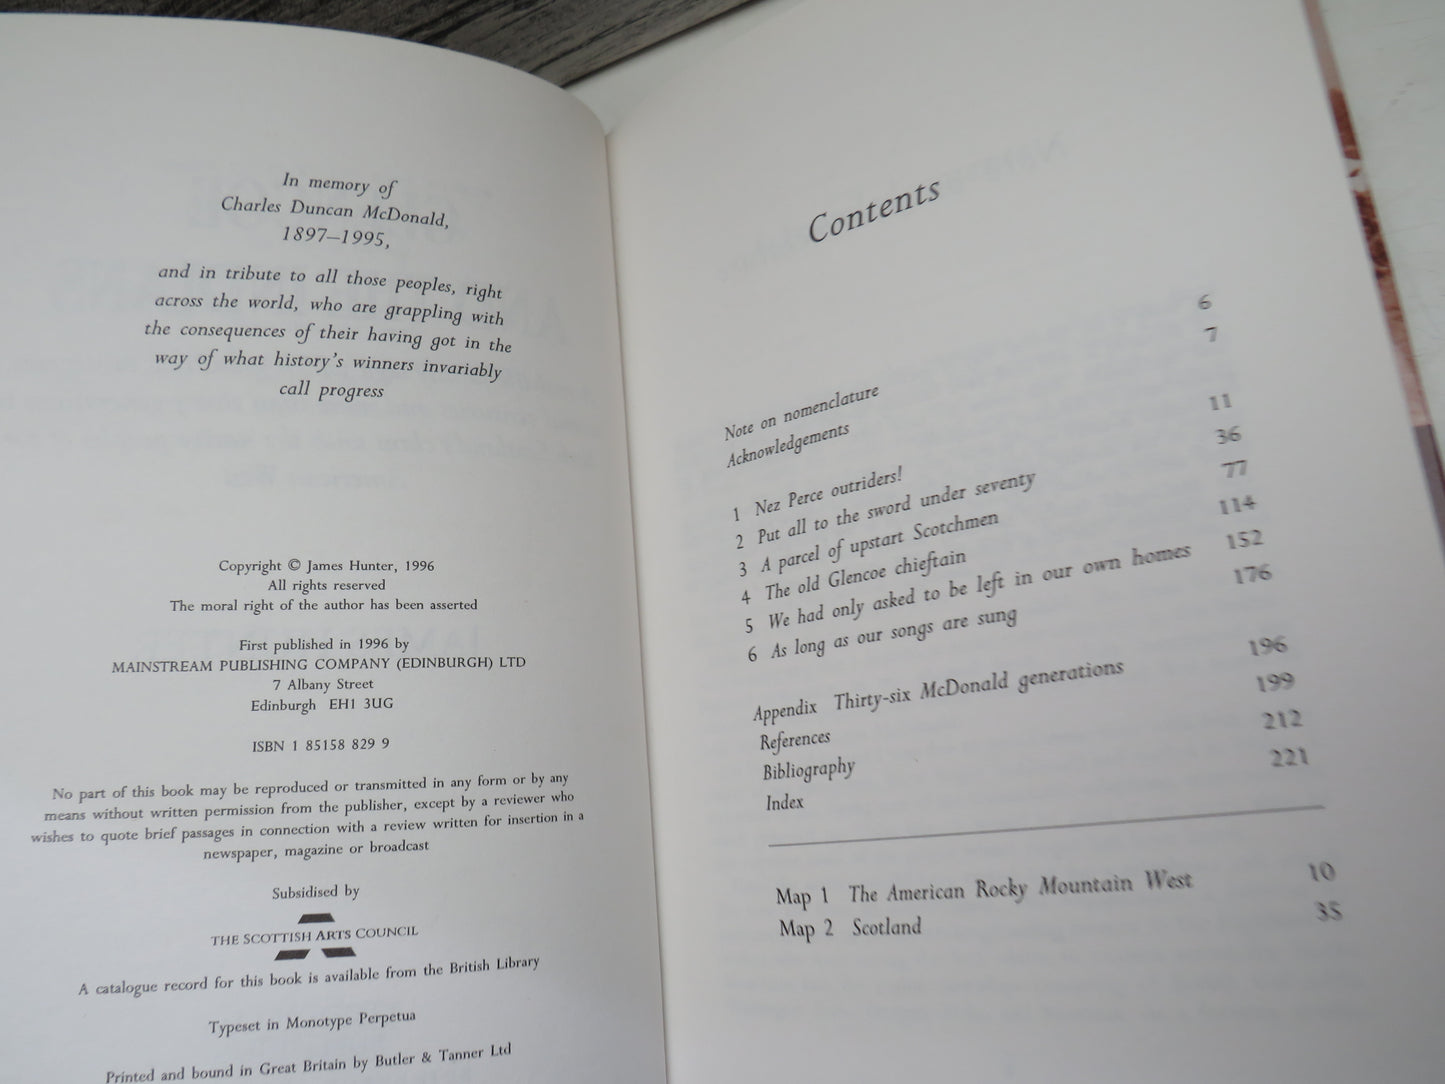 In memory of
Charles Duncan McDonald,
1897–1995,
and in tribute to all those peoples, right
across the world, who are grappling with
the consequences of their having got in the
way of what history's winners invariably
call progress
Copyright © James Hunter, 1996
All rights reserved
The moral right of the author has been asserted
First published in 1996 by
MAINSTREAM PUBLISHING COMPANY (EDINBURGH) LTD
7 Albany Street
Edinburgh EH1 3UG
ISBN 1 85158 829 9
No part of this book may be reproduced or transmitted in any form or by any
means without written permission from the publisher, except by a reviewer who
wishes to quote brief passages in connection with a review written for insertion in a
newspaper, magazine or broadcast
Subsidised by
THE SCOTTISH ARTS COUNCIL
A catalogue record for this book is available from the British Library
Typeset in Monotype Perpetua
Printed and bound in Great Britain by Butler & Tanner Ltd
Contents
Note on nomenclature 6
Acknowledgements 7
1 Nez Perce outriders! 11
2 Put all to the sword under seventy 36
3 A parcel of upstart Scotchmen 77
4 The old Glencoe chieftain 114
5 We had only asked to be left in our own homes 152
6 As long as our songs are sung 176
Appendix Thirty-six McDonald generations 196
References 199
Bibliography 212
Index 221
Map 1 The American Rocky Mountain West 10
Map 2 Scotland 35